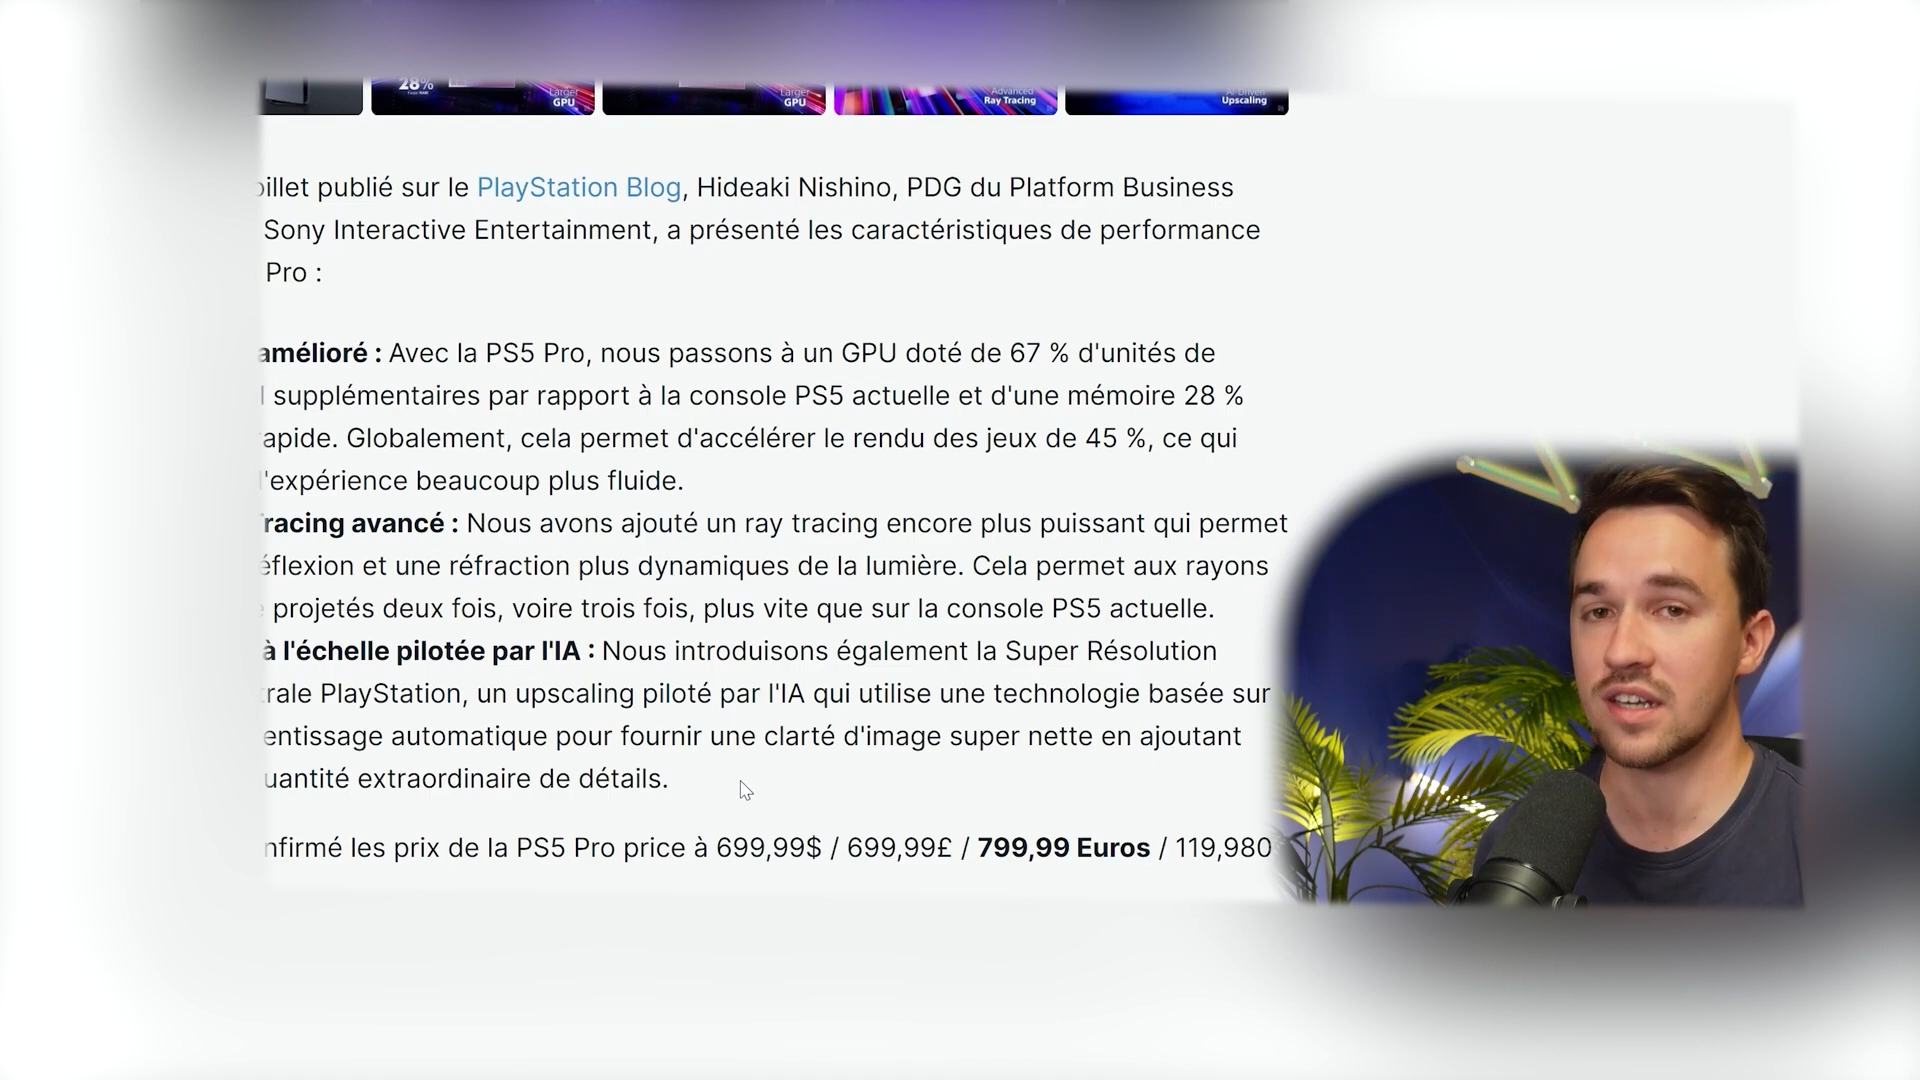 28%
Larger
GPU
Larger
GPU
Advanced
Ray Tracing
AI-Driven
Upscaling
billet publié sur le PlayStation Blog, Hideaki Nishino, PDG du Platform Business
Sony Interactive Entertainment, a présenté les caractéristiques de performance
Pro :
amélioré : Avec la PS5 Pro, nous passons à un GPU doté de 67 % d'unités de
l supplémentaires par rapport à la console PS5 actuelle et d'une mémoire 28 %
rapide. Globalement, cela permet d'accélérer le rendu des jeux de 45 %, ce qui
l'expérience beaucoup plus fluide.
Tracing avancé : Nous avons ajouté un ray tracing encore plus puissant qui permet
éflexion et une réfraction plus dynamiques de la lumière. Cela permet aux rayons
projetés deux fois, voire trois fois, plus vite que sur la console PS5 actuelle.
à l'échelle pilotée par l'IA : Nous introduisons également la Super Résolution
trale PlayStation, un upscaling piloté par l'IA qui utilise une technologie basée sur
entissage automatique pour fournir une clarté d'image super nette en ajoutant
uantité extraordinaire de détails.
nfirmé les prix de la PS5 Pro price à 699,99$ / 699,99£ / 799,99 Euros / 119,980